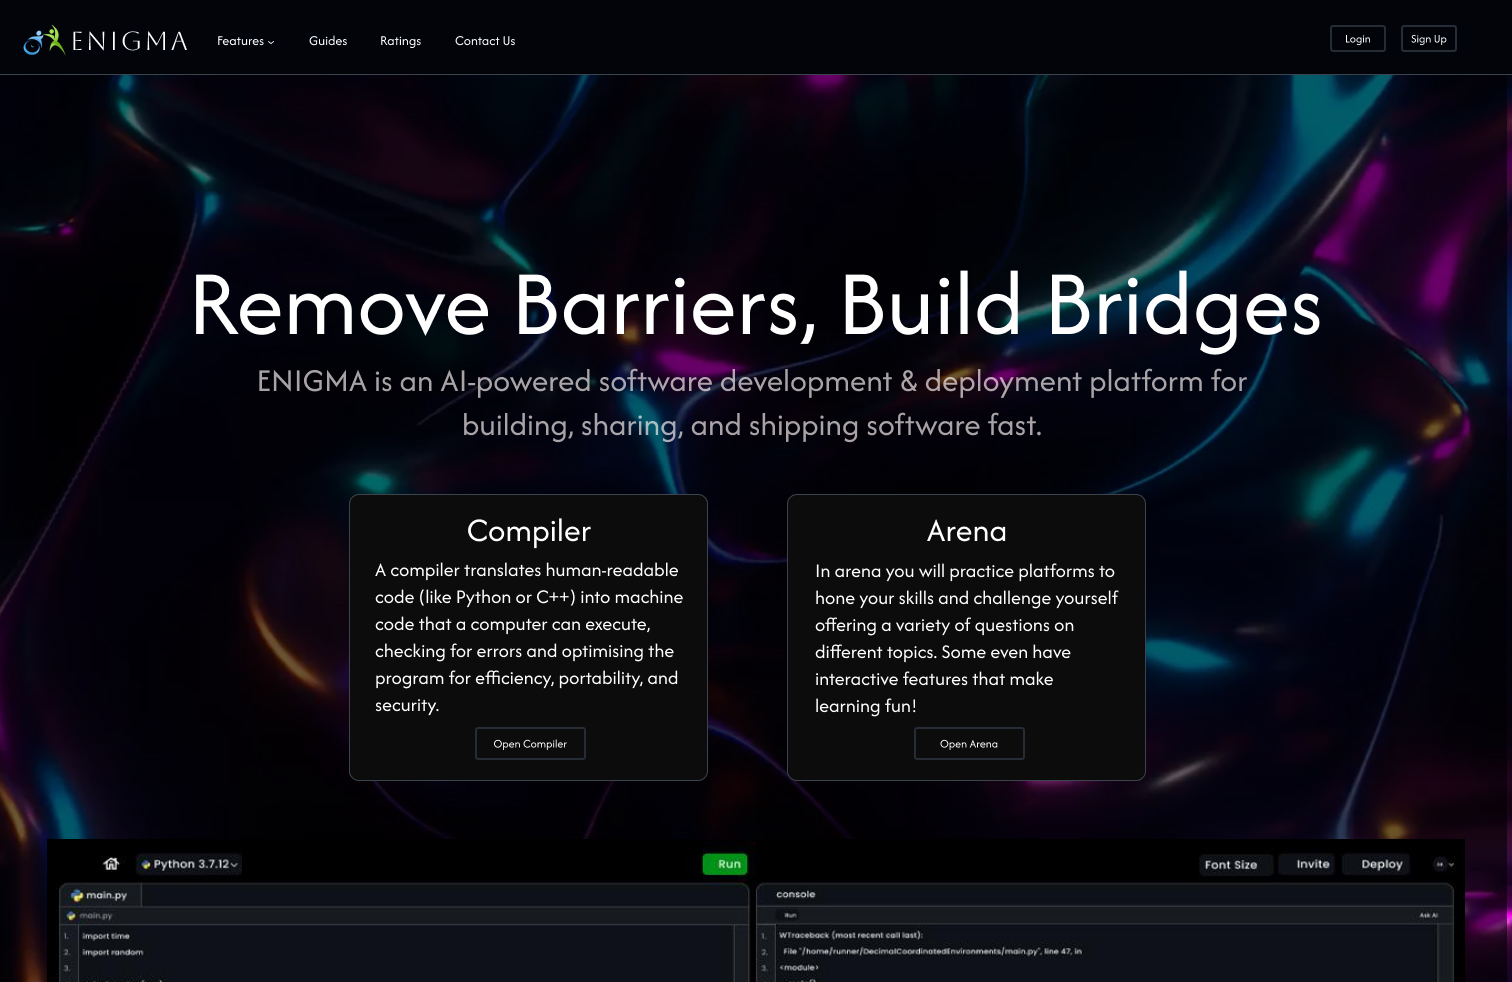 ENIGMA Features Guides Ratings Contact Us Login Sign Up
Remove Barriers, Build Bridges
ENIGMA is an AI-powered software development & deployment platform for
building, sharing, and shipping software fast.
Compiler
A compiler translates human-readable
code (like Python or C++) into machine
code that a computer can execute,
checking for errors and optimising the
program for efficiency, portability, and
security.
Open Compiler
Arena
In arena you will practice platforms to
hone your skills and challenge yourself
offering a variety of questions on
different topics. Some even have
interactive features that make
learning fun!
Open Arena
Python 3.7.12 Run Font Size Invite Deploy
main.py
main.py
1. import time
2. import random
3.
console
Run Ask AI
1. WTraceback (most recent call last):
2. File "/home/runner/DecimalCoordinatedEnvironments/main.py", line 47, in
3. <module>